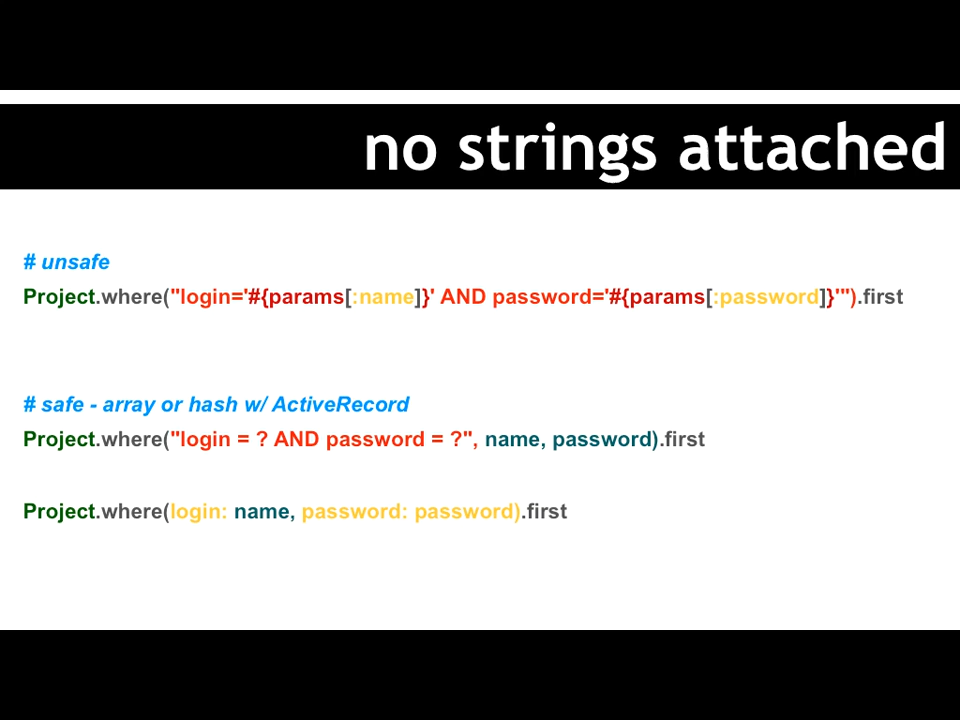 no strings attached
# unsafe
Project.where("login='#{params[:name]}' AND password='#{params[:password]}'").first
# safe - array or hash w/ ActiveRecord
Project.where("login = ? AND password = ?", name, password).first
Project.where(login: name, password: password).first